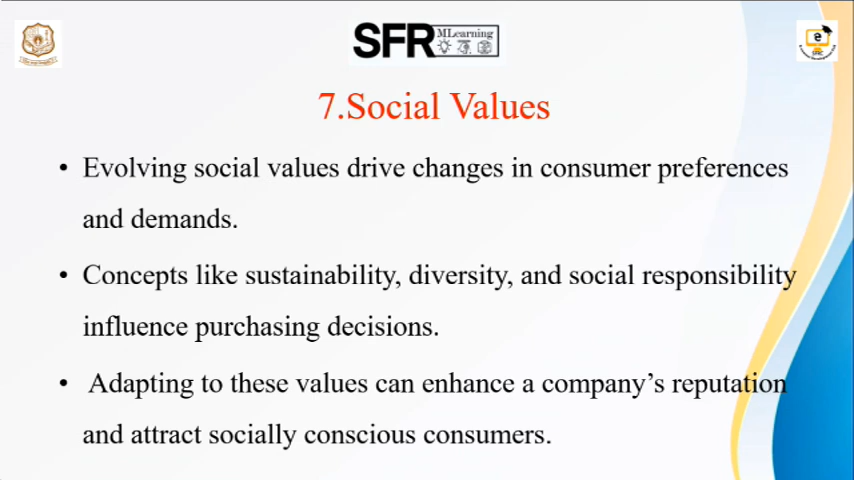 SFR MLearning
7.Social Values
• Evolving social values drive changes in consumer preferences
and demands.
• Concepts like sustainability, diversity, and social responsibility
influence purchasing decisions.
• Adapting to these values can enhance a company’s reputation
and attract socially conscious consumers.